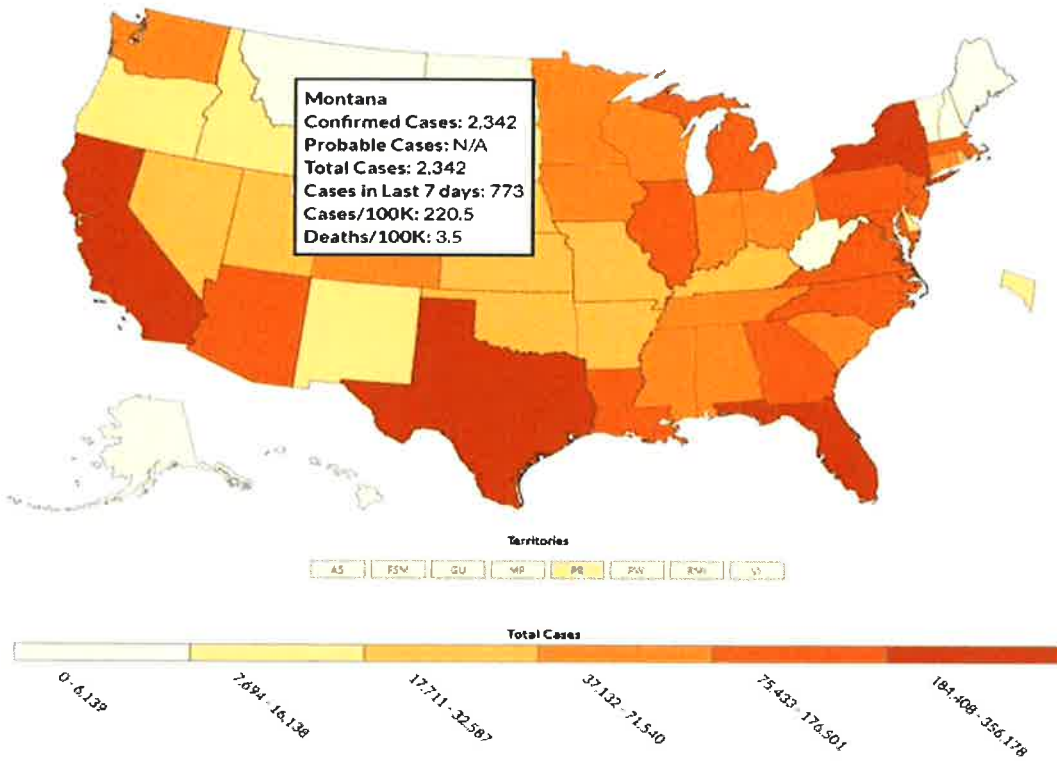 Montana
Confirmed Cases: 2,342
Probable Cases: N/A
Total Cases: 2,342
Cases in Last 7 days: 773
Cases/100K: 220.5
Deaths/100K: 3.5
Territories
AS FSM GU MP PR PW RMI VI
Total Cases
0 - 6,139
7,694 - 16,138
17,711 - 32,587
37,132 - 71,540
75,433 - 176,501
184,408 - 356,178